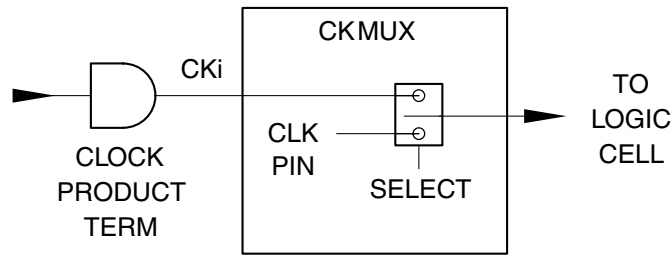 CKMUX
CKi
CLK
PIN
SELECT
CLOCK
PRODUCT
TERM
TO
LOGIC
CELL